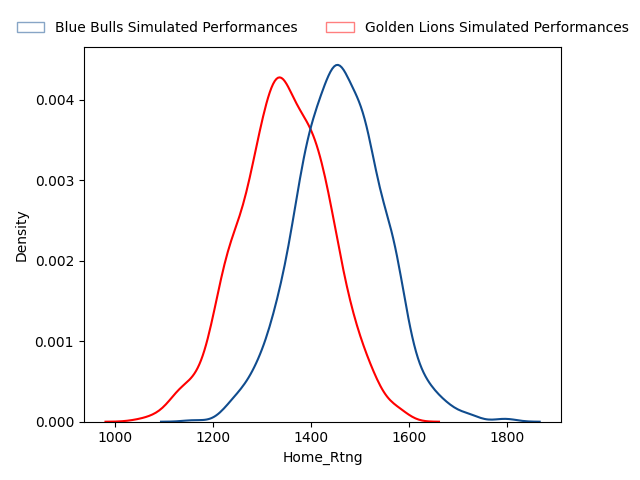 Blue Bulls Simulated Performances Golden Lions Simulated Performances
0.004
0.003
0.002
0.001
0.000
Density
1000 1200 1400 1600 1800
Home_Rtng